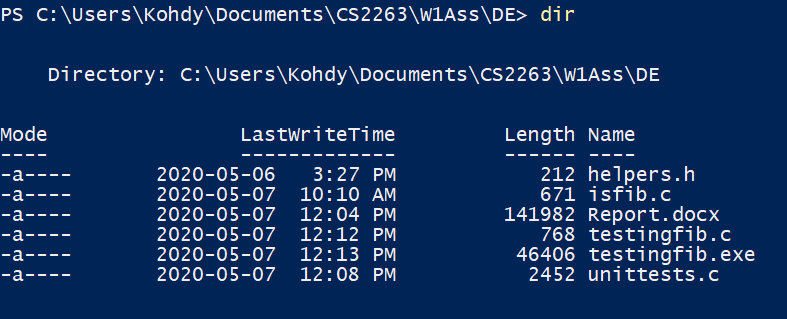 PS C:\Users\Kohdy\Documents\CS2263\W1Ass\DE> dir
Directory: C:\Users\Kohdy\Documents\CS2263\W1Ass\DE
Mode LastWriteTime Length Name
---- ------------- ------ ----
-a---- 2020-05-06 3:27 PM 212 helpers.h
-a---- 2020-05-07 10:10 AM 671 isfib.c
-a---- 2020-05-07 12:04 PM 141982 Report.docx
-a---- 2020-05-07 12:12 PM 768 testingfib.c
-a---- 2020-05-07 12:13 PM 46406 testingfib.exe
-a---- 2020-05-07 12:08 PM 2452 unittests.c